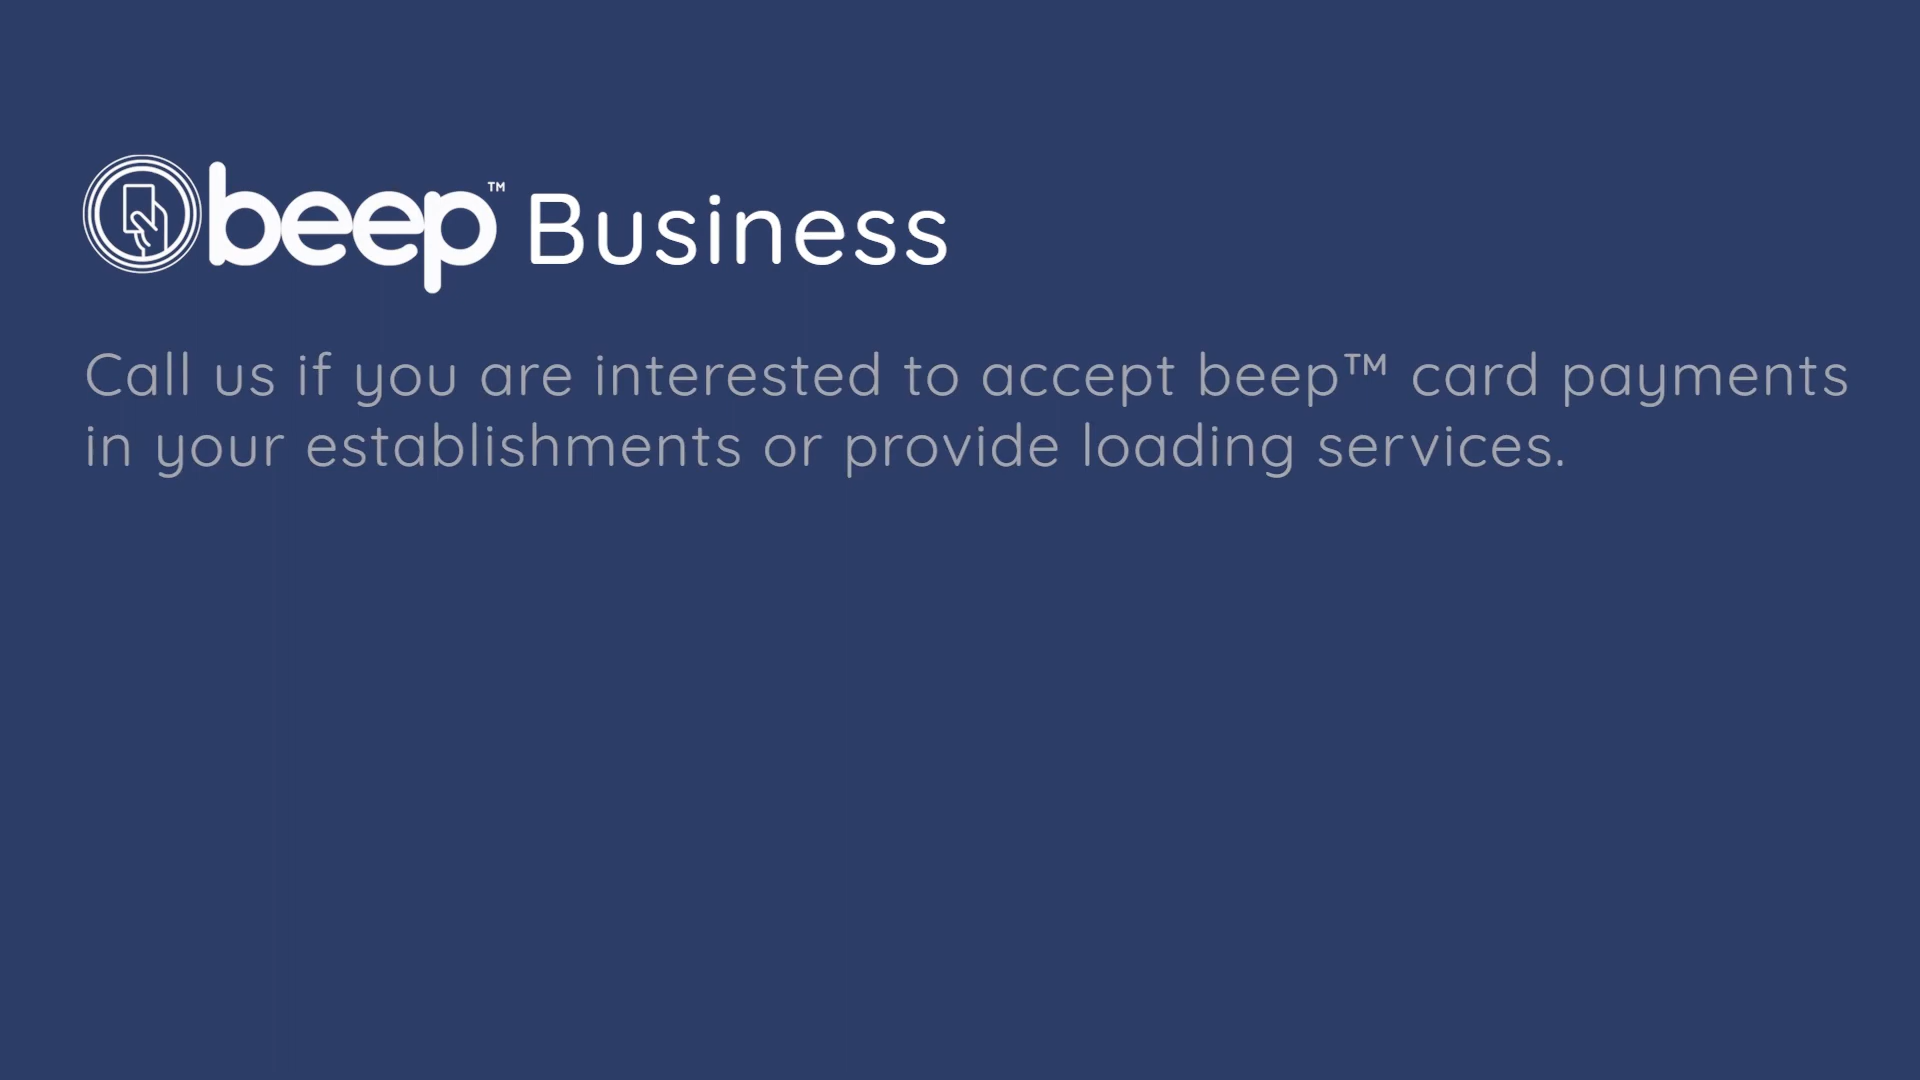 beep™ Business
Call us if you are interested to accept beep™ card payments
in your establishments or provide loading services.